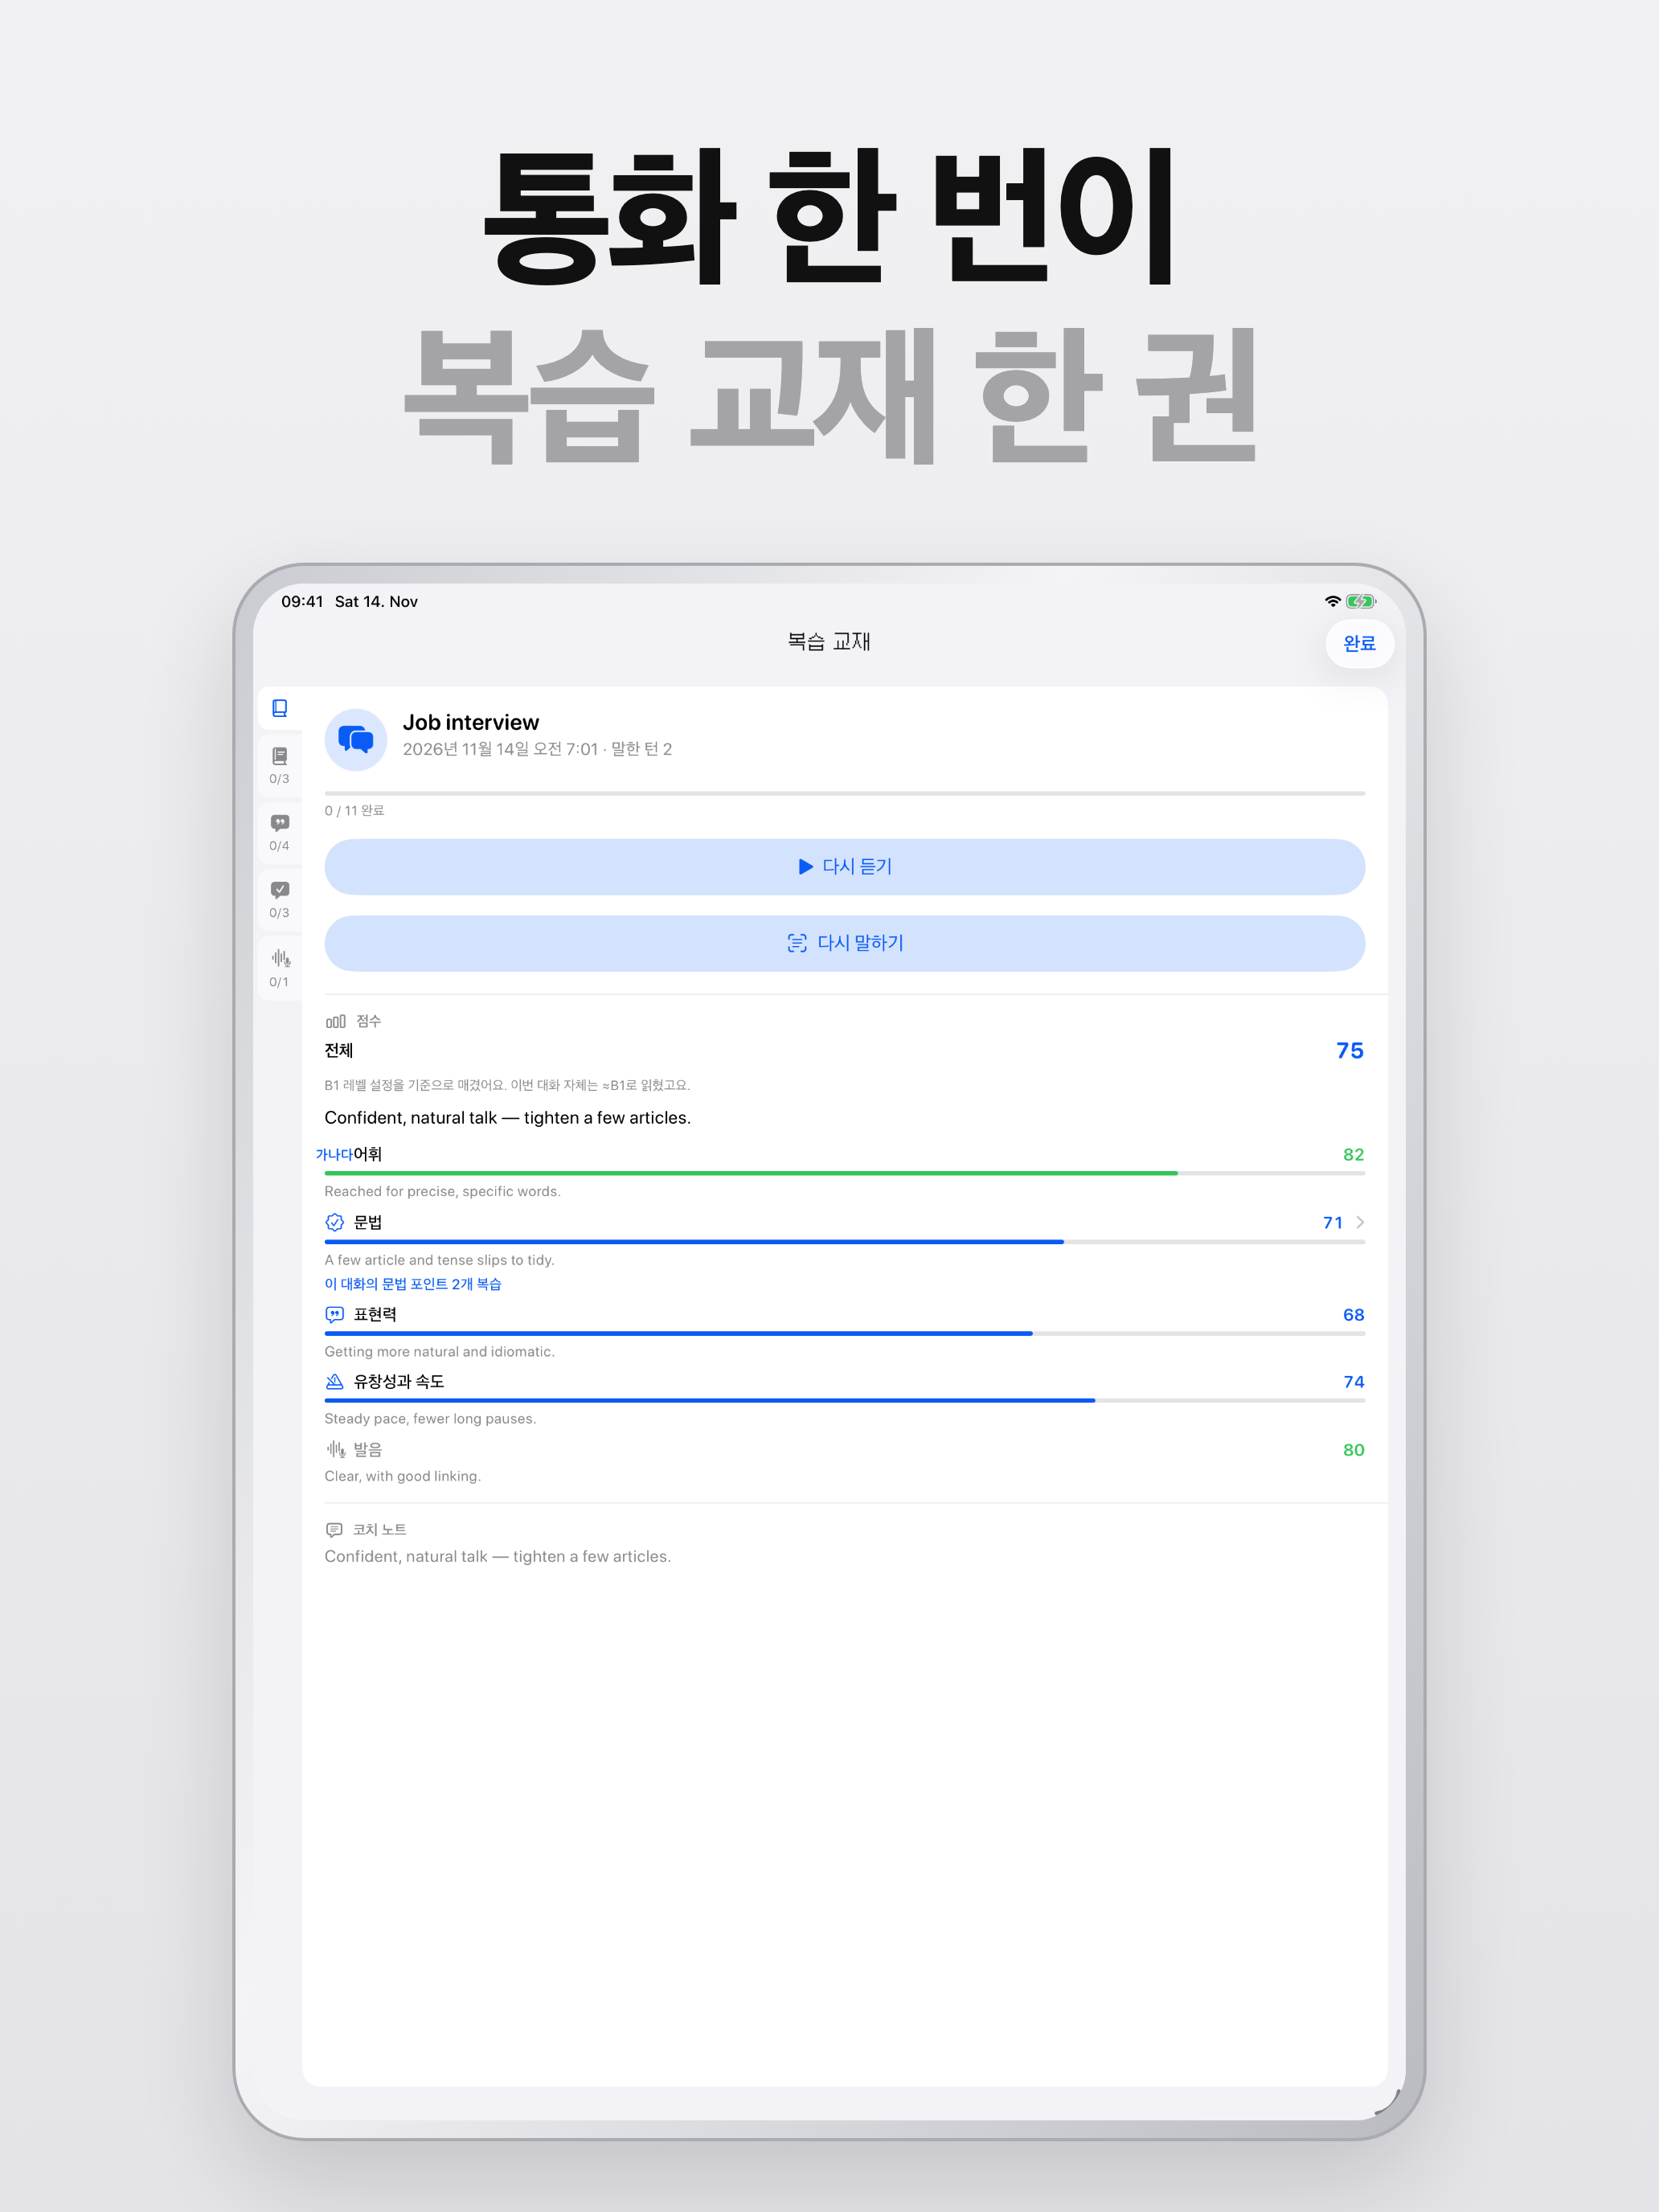 통화 한 번이
복습 교재 한 권
09:41 Sat 14. Nov
복습 교재
완료
Job interview
2026년 11월 14일 오전 7:01 · 말한 턴 2
0/3
0/4
0/3
0/1
0 / 11 완료
다시 듣기
다시 말하기
점수
전체 75
B1 레벨 설정을 기준으로 매겼어요. 이번 대화 자체는 ≈B1로 읽혔고요.
Confident, natural talk — tighten a few articles.
가나다어휘 82
Reached for precise, specific words.
문법 71
A few article and tense slips to tidy.
이 대화의 문법 포인트 2개 복습
표현력 68
Getting more natural and idiomatic.
유창성과 속도 74
Steady pace, fewer long pauses.
발음 80
Clear, with good linking.
코치 노트
Confident, natural talk — tighten a few articles.